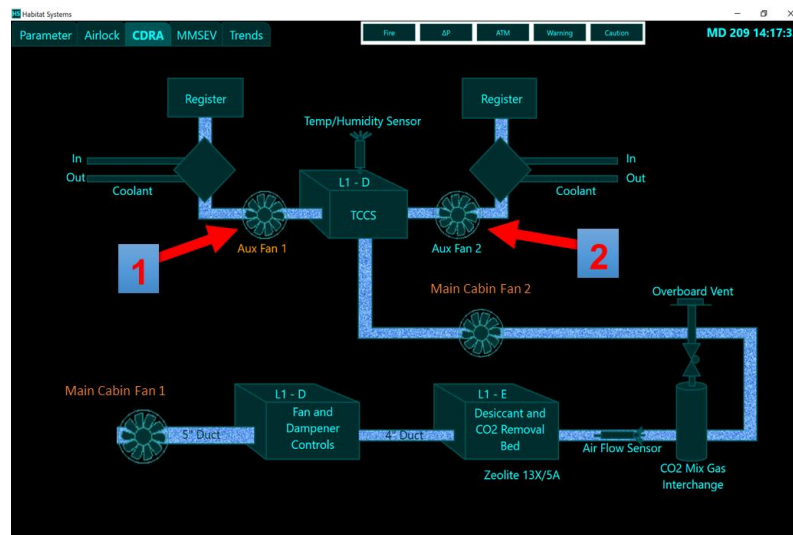 HS Habitat Systems
Parameter Airlock CDRA MMSEV Trends
Fire ΔP ATM Warning Caution
MD 209 14:17:3
Register
Register
Temp/Humidity Sensor
In
Out
Coolant
L1 - D
TCCS
In
Out
Coolant
1
Aux Fan 1
Aux Fan 2
2
Main Cabin Fan 2
Overboard Vent
Main Cabin Fan 1
5" Duct
L1 - D
Fan and
Dampener
Controls
4" Duct
L1 - E
Desiccant and
CO2 Removal
Bed
Zeolite 13X/5A
Air Flow Sensor
CO2 Mix Gas
Interchange